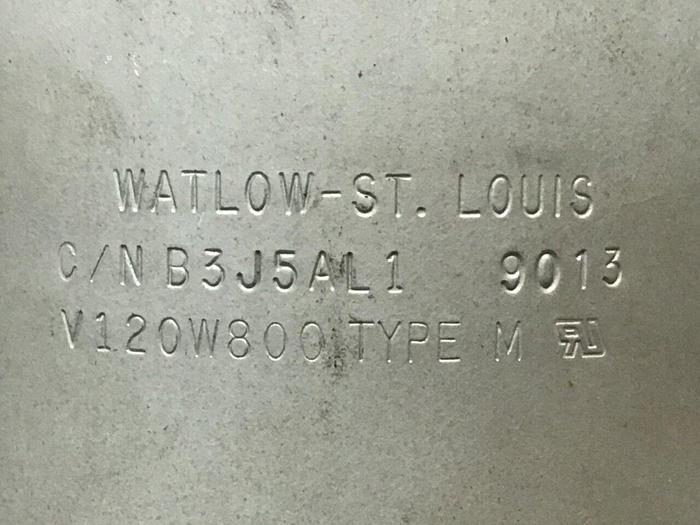 WATLOW-ST. LOUIS
C/N B3J5AL1 9013
V120W800 TYPE M